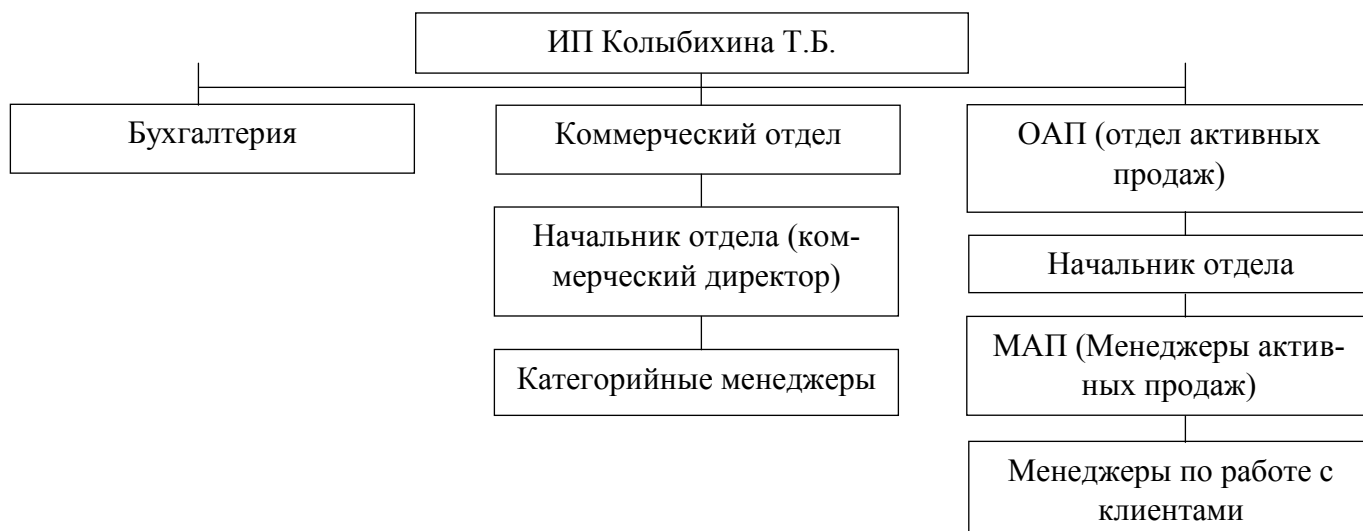 ИП Колыбихина Т.Б.
Бухгалтерия
Коммерческий отдел
Начальник отдела (ком-
мерческий директор)
Категорийные менеджеры
ОАП (отдел активных
продаж)
Начальник отдела
МАП (Менеджеры актив-
ных продаж)
Менеджеры по работе с
клиентами